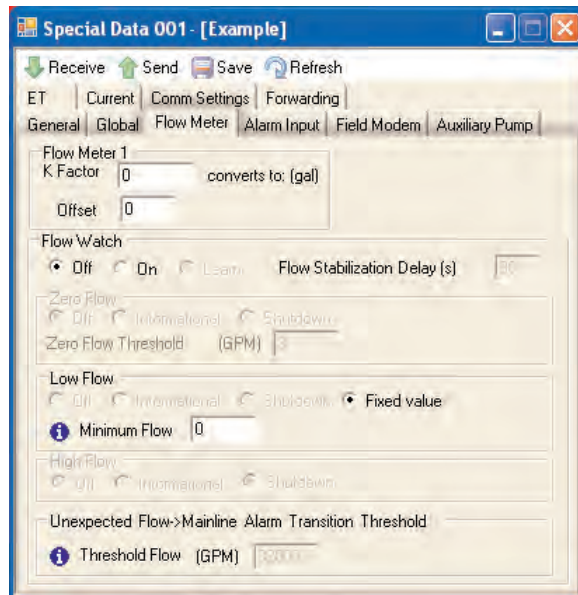 Special Data 001 - [Example]
Receive Send Save Refresh
ET Current Comm Settings Forwarding
General Global Flow Meter Alarm Input Field Modem Auxiliary Pump
Flow Meter 1
K Factor 0 converts to: (gal)
Offset 0
Flow Watch
Off On Learn Flow Stabilization Delay (s)
Zero Flow
Off Informational Shutdown
Zero Flow Threshold (GPM) 3
Low Flow
Off Informational Shutdown Fixed value
Minimum Flow 0
High Flow
Off Informational Shutdown
Unexpected Flow->Mainline Alarm Transition Threshold
Threshold Flow (GPM)